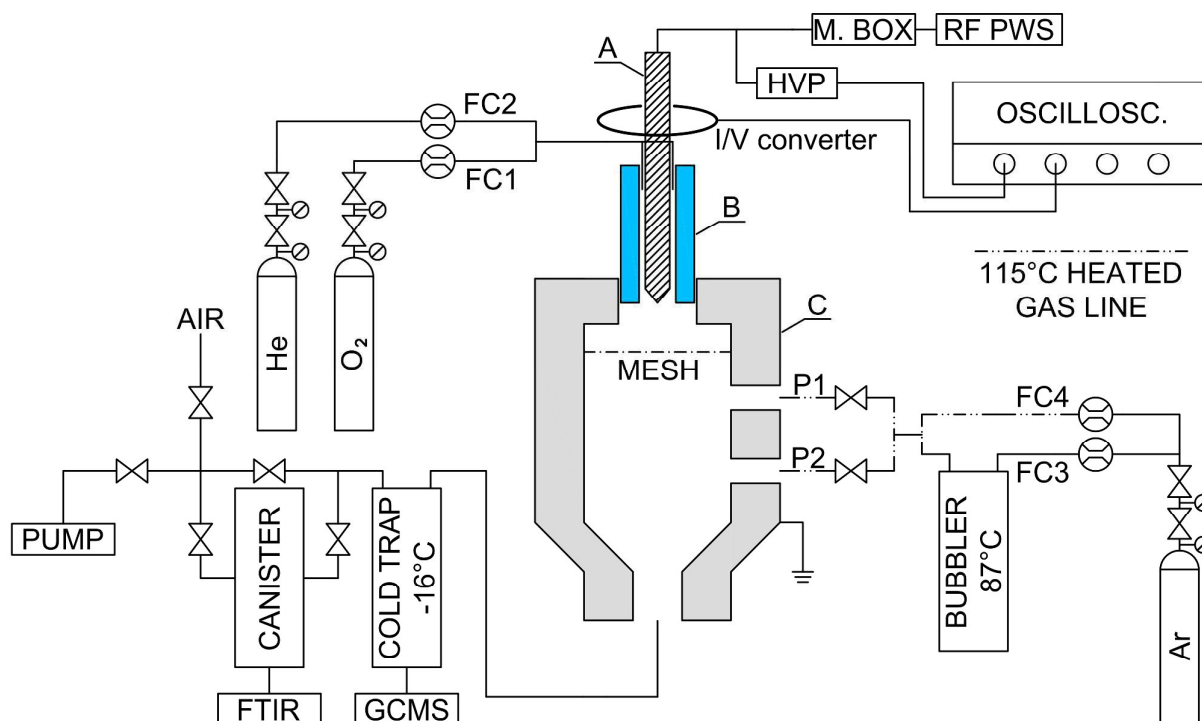 M. BOX
RF PWS
A
HVP
FC2
OSCILLOSC.
I/V converter
FC1
B
115°C HEATED
GAS LINE
C
AIR
He
O₂
MESH
P1
FC4
P2
FC3
PUMP
CANISTER
COLD TRAP
-16°C
BUBBLER
87°C
Ar
FTIR
GCMS